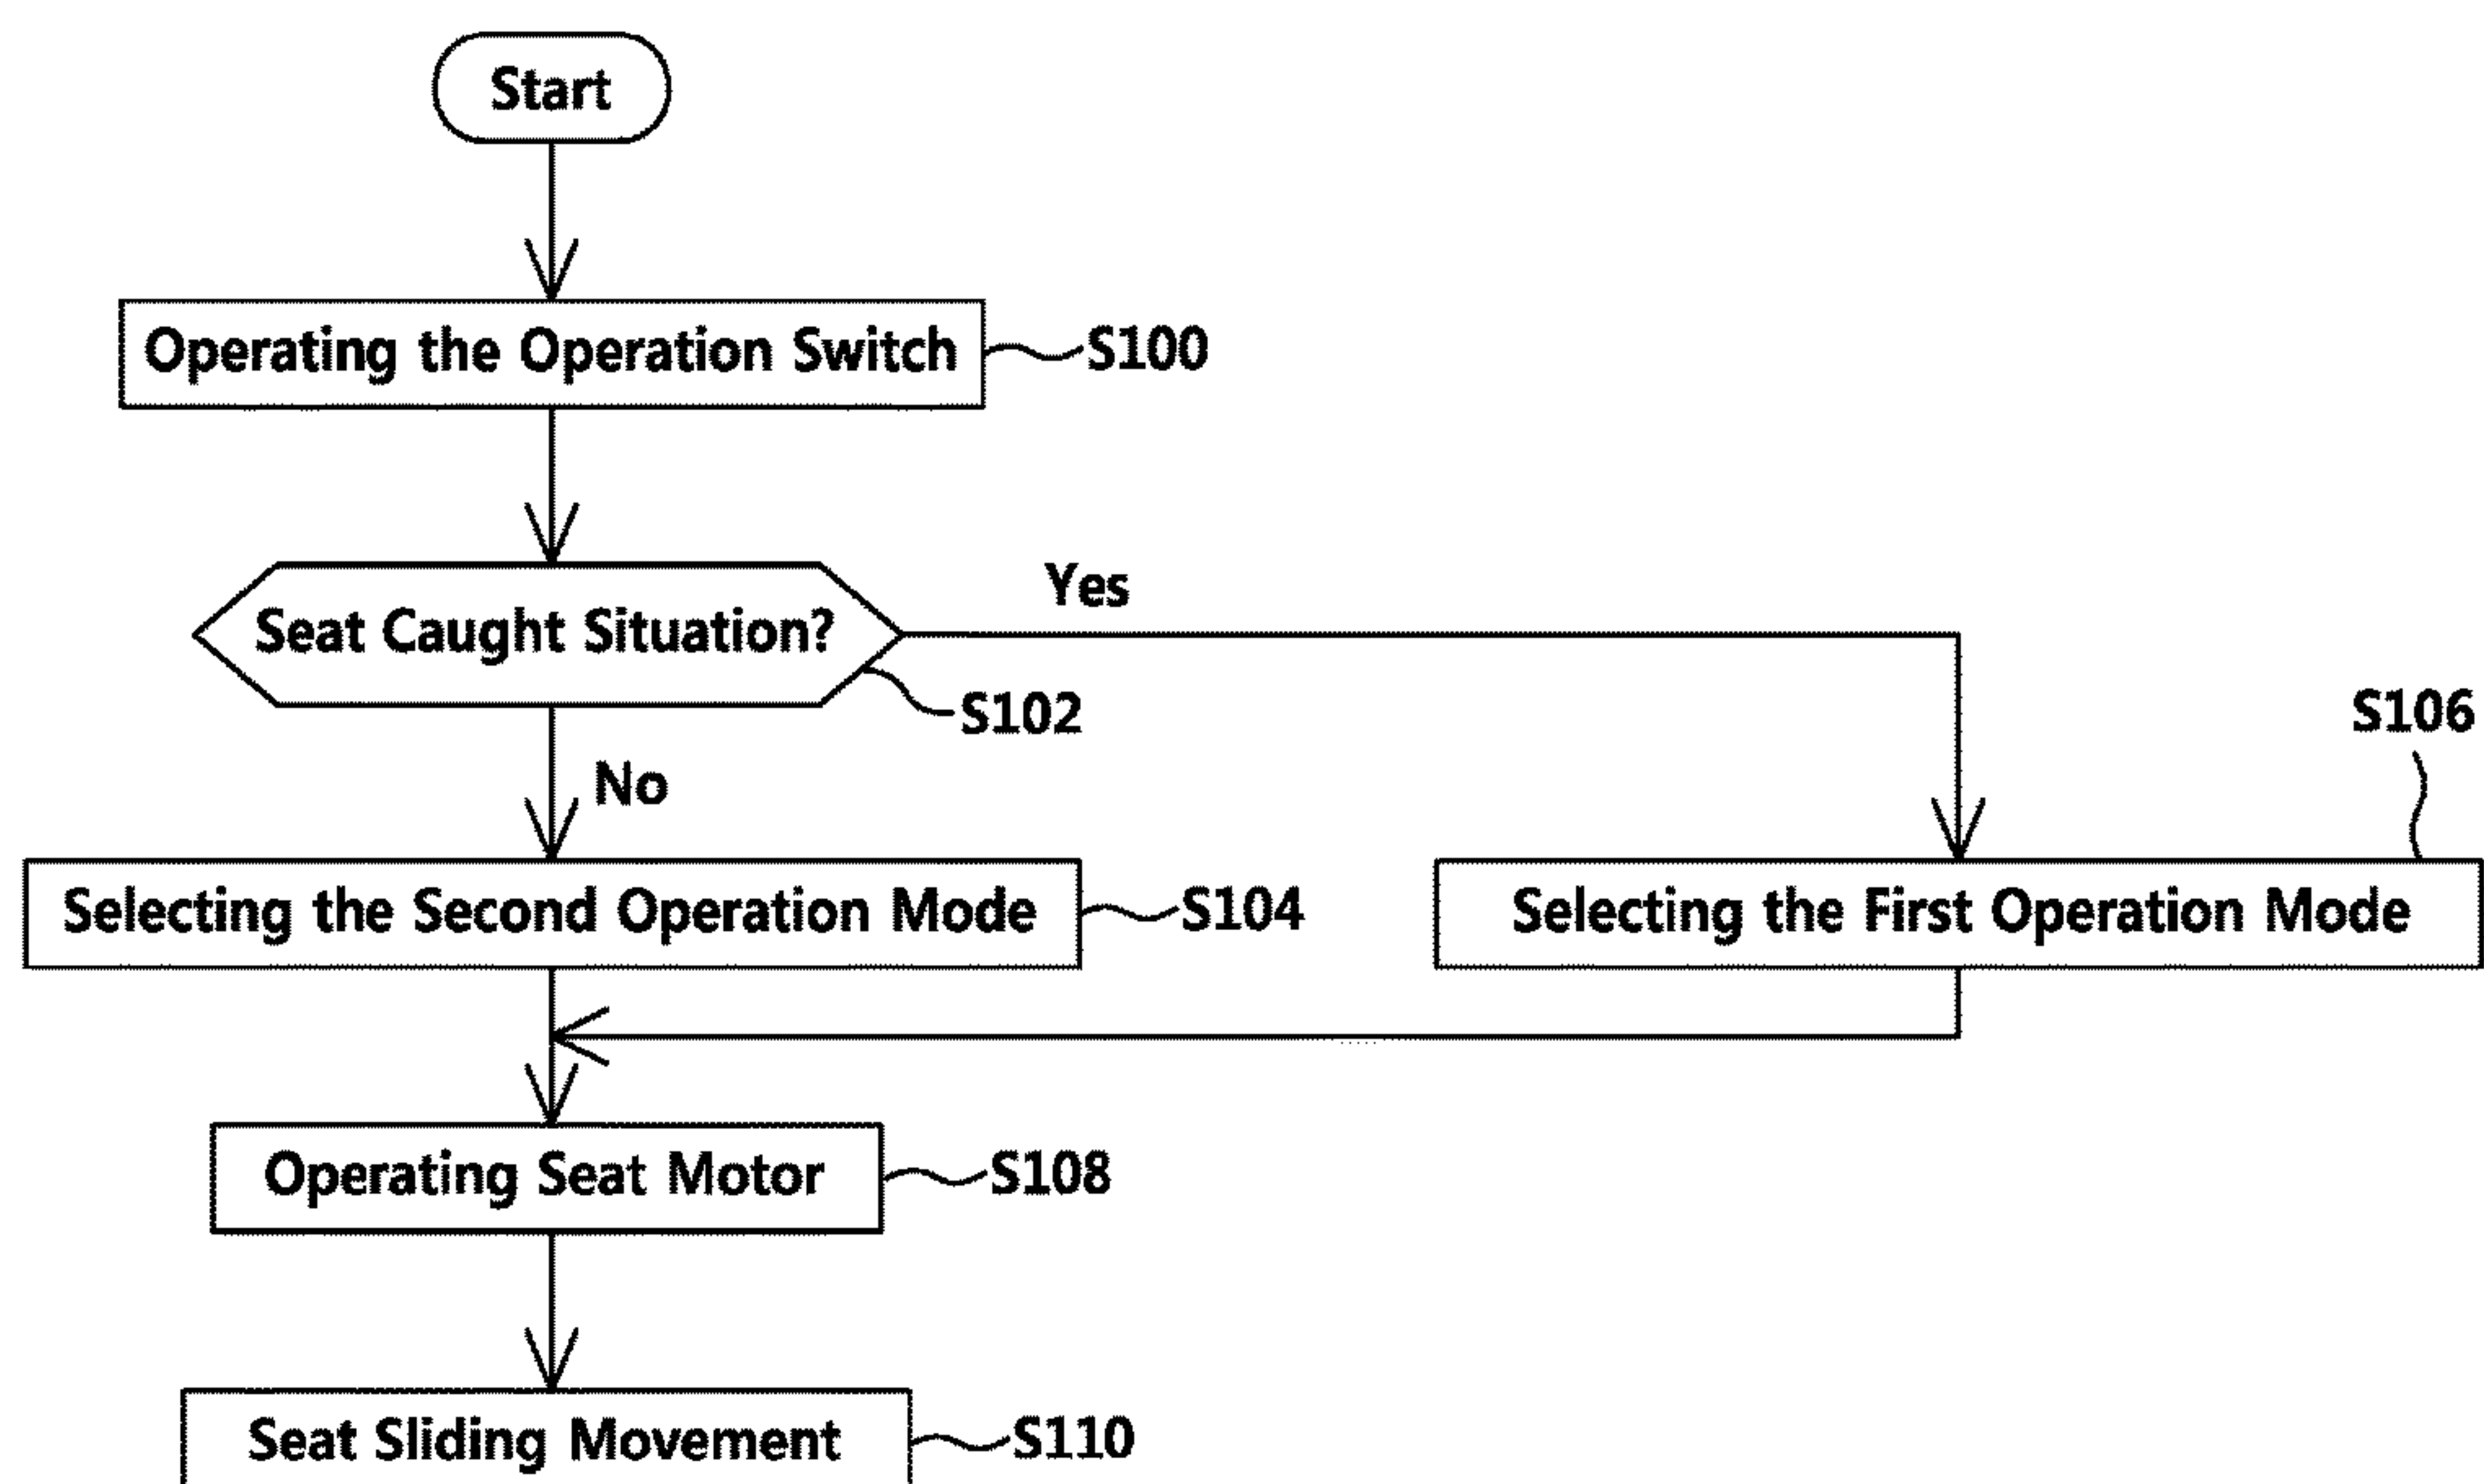 Start
Operating the Operation Switch
S100
Seat Caught Situation?
Yes
S102
No
S106
Selecting the Second Operation Mode
S104
Selecting the First Operation Mode
Operating Seat Motor
S108
Seat Sliding Movement
S110